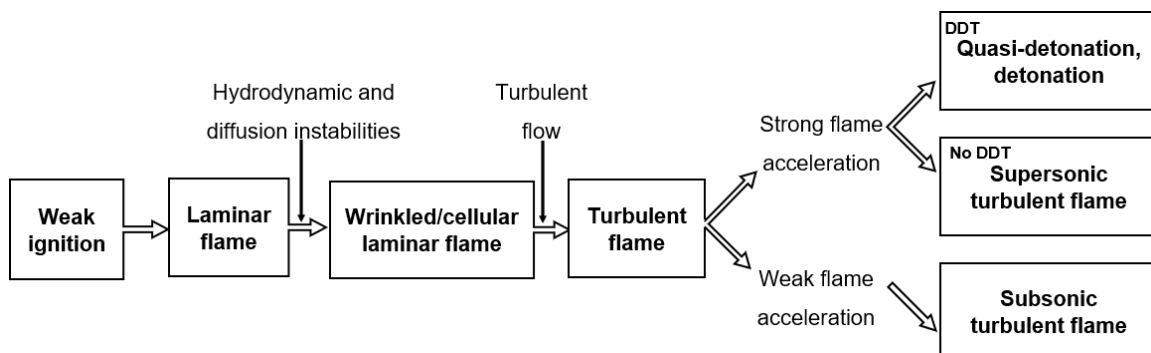 Weak
ignition
Laminar
flame
Hydrodynamic and
diffusion instabilities
Wrinkled/cellular
laminar flame
Turbulent
flow
Turbulent
flame
Strong flame
acceleration
Weak flame
acceleration
DDT
Quasi-detonation,
detonation
No DDT
Supersonic
turbulent flame
Subsonic
turbulent flame